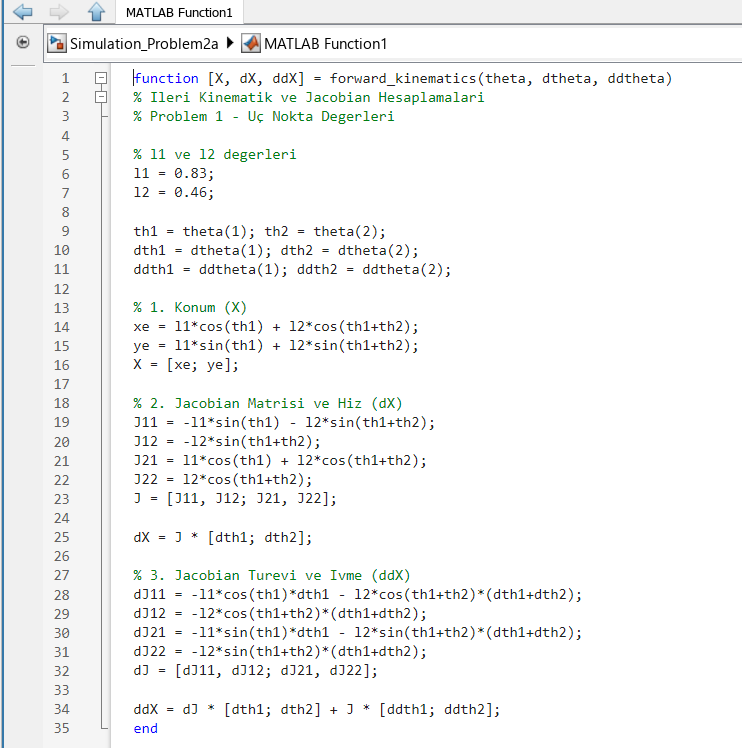 MATLAB Function1
Simulation_Problem2a ▶ MATLAB Function1
1 function [X, dX, ddX] = forward_kinematics(theta, dtheta, ddtheta)
2 % Ileri Kinematik ve Jacobian Hesaplamalari
3 % Problem 1 - Uç Nokta Degerleri
4
5 % l1 ve l2 degerleri
6 l1 = 0.83;
7 l2 = 0.46;
8
9 th1 = theta(1); th2 = theta(2);
10 dth1 = dtheta(1); dth2 = dtheta(2);
11 ddth1 = ddtheta(1); ddth2 = ddtheta(2);
12
13 % 1. Konum (X)
14 xe = l1*cos(th1) + l2*cos(th1+th2);
15 ye = l1*sin(th1) + l2*sin(th1+th2);
16 X = [xe; ye];
17
18 % 2. Jacobian Matrisi ve Hiz (dX)
19 J11 = -l1*sin(th1) - l2*sin(th1+th2);
20 J12 = -l2*sin(th1+th2);
21 J21 = l1*cos(th1) + l2*cos(th1+th2);
22 J22 = l2*cos(th1+th2);
23 J = [J11, J12; J21, J22];
24
25 dX = J * [dth1; dth2];
26
27 % 3. Jacobian Turevi ve Ivme (ddX)
28 dJ11 = -l1*cos(th1)*dth1 - l2*cos(th1+th2)*(dth1+dth2);
29 dJ12 = -l2*cos(th1+th2)*(dth1+dth2);
30 dJ21 = -l1*sin(th1)*dth1 - l2*sin(th1+th2)*(dth1+dth2);
31 dJ22 = -l2*sin(th1+th2)*(dth1+dth2);
32 dJ = [dJ11, dJ12; dJ21, dJ22];
33
34 ddX = dJ * [dth1; dth2] + J * [ddth1; ddth2];
35 end